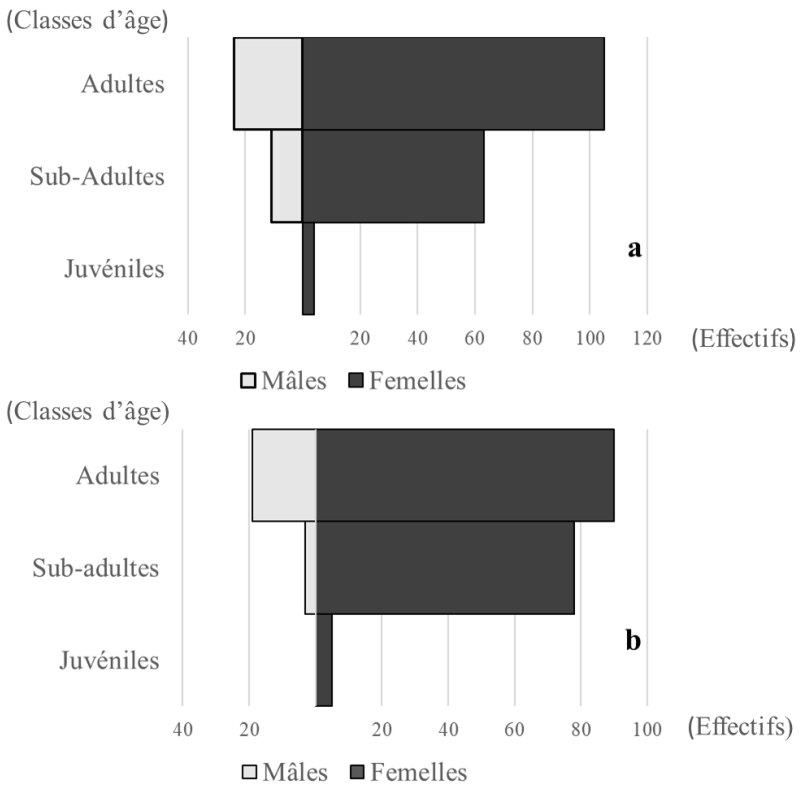 (Classes d'âge)
Adultes
Sub-Adultes
Juvéniles
a
40 20 20 40 60 80 100 120 (Effectifs)
Mâles Femelles
(Classes d'âge)
Adultes
Sub-adultes
Juvéniles
b
40 20 20 40 60 80 100 (Effectifs)
Mâles Femelles